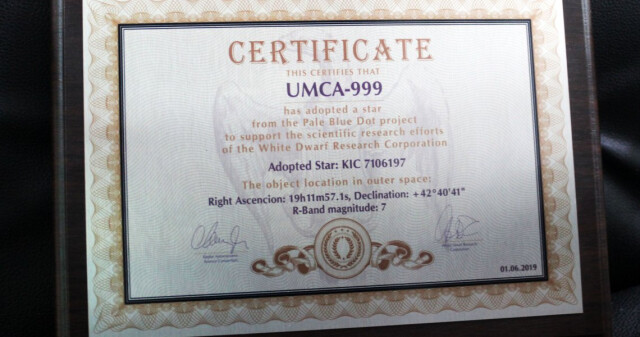 CERTIFICATE
THIS CERTIFIES THAT
UMCA-999
has adopted a star
from the Pale Blue Dot project
to support the scientific research efforts
of the White Dwarf Research Corporation
Adopted Star: KIC 7106197
The object location in outer space:
Right Ascension: 19h11m57.1s, Declination: +42°40'41"
R-Band magnitude: 7
01.06.2019